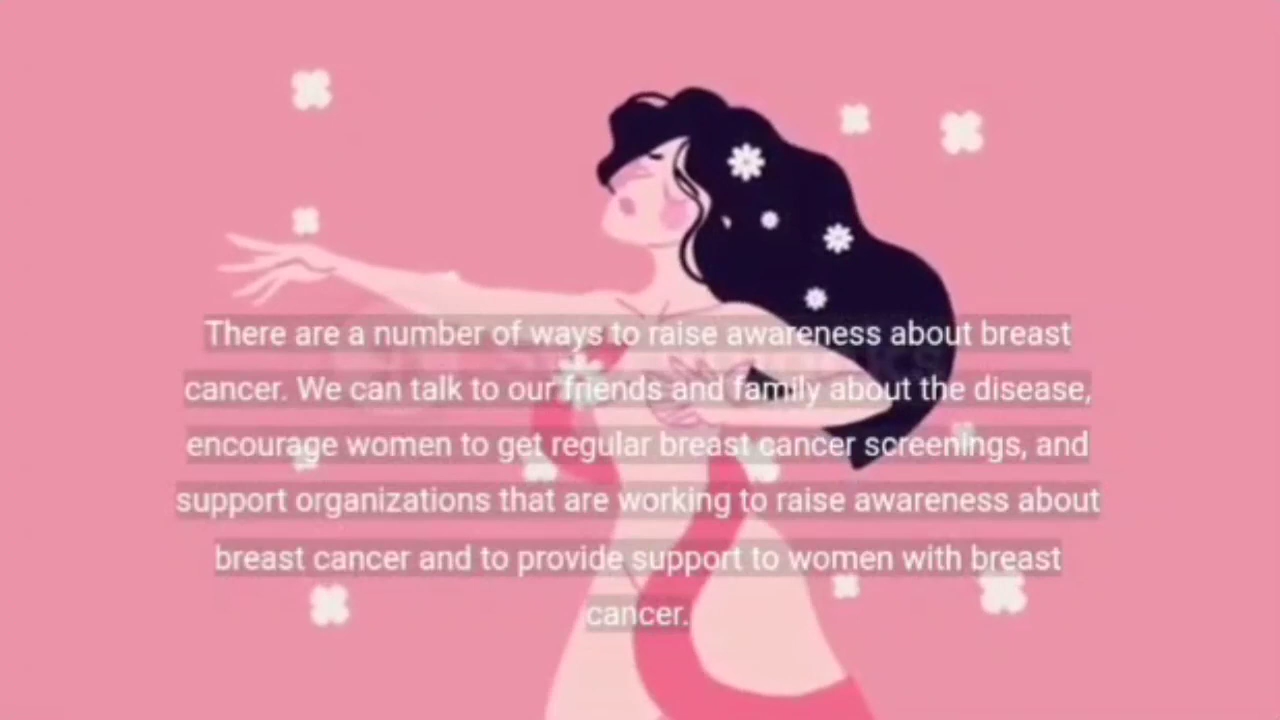 There are a number of ways to raise awareness about breast
cancer. We can talk to our friends and family about the disease,
encourage women to get regular breast cancer screenings, and
support organizations that are working to raise awareness about
breast cancer and to provide support to women with breast
cancer.